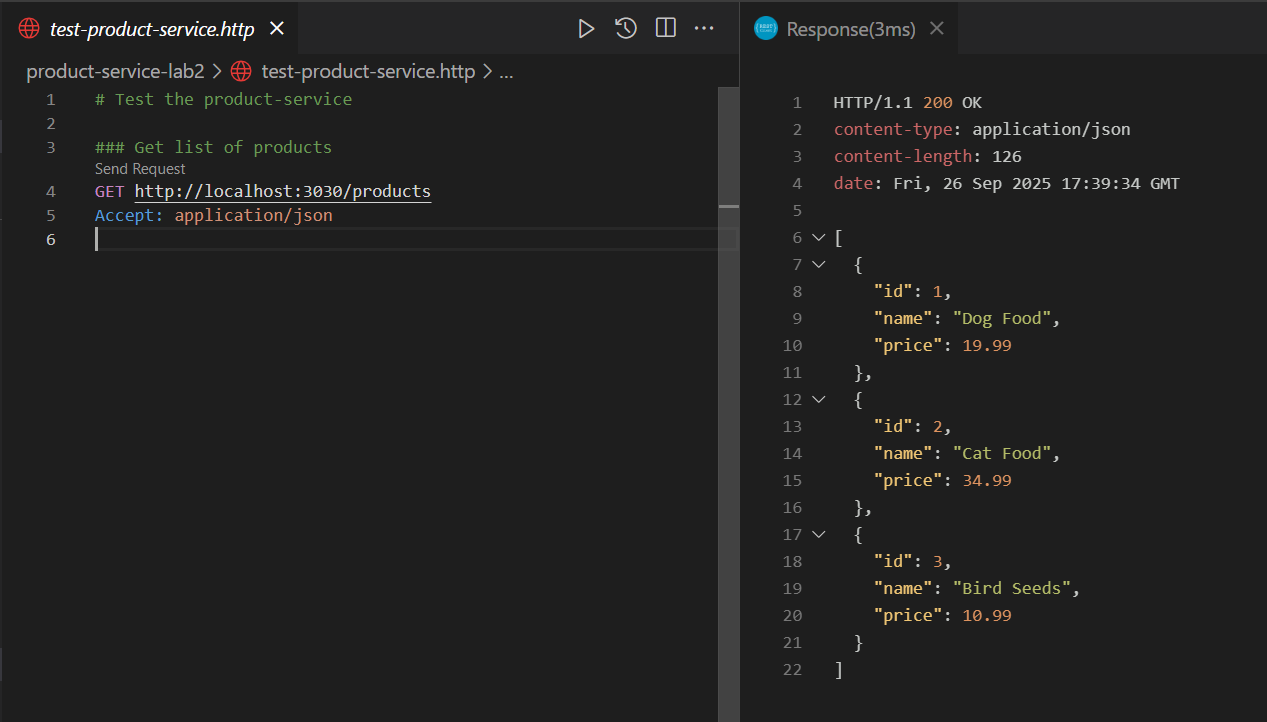 test-product-service.http
product-service-lab2 > test-product-service.http > ...
1 # Test the product-service
2
3 ### Get list of products
Send Request
4 GET http://localhost:3030/products
5 Accept: application/json
6
Response(3ms)
1 HTTP/1.1 200 OK
2 content-type: application/json
3 content-length: 126
4 date: Fri, 26 Sep 2025 17:39:34 GMT
5
6 [
7 {
8 "id": 1,
9 "name": "Dog Food",
10 "price": 19.99
11 },
12 {
13 "id": 2,
14 "name": "Cat Food",
15 "price": 34.99
16 },
17 {
18 "id": 3,
19 "name": "Bird Seeds",
20 "price": 10.99
21 }
22 ]